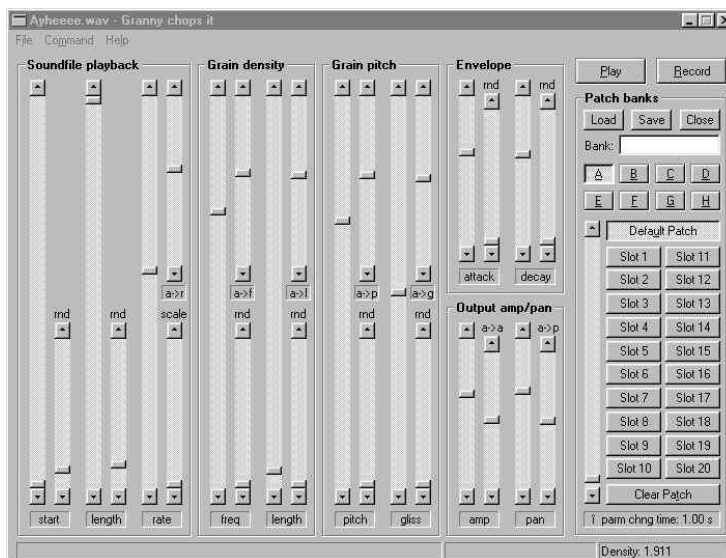 Ayheeee.wav - Granny chops it
File Command Help
Soundfile playback
rnd
rnd
a->r
scale
start
length
rate
Grain density
a->f
a->l
rnd
rnd
freq
length
Grain pitch
a->p
a->g
rnd
rnd
pitch
gliss
Envelope
rnd
rnd
attack
decay
Output amp/pan
a->a
a->p
amp
pan
Play
Record
Patch banks
Load
Save
Close
Bank:
A
B
C
D
E
F
G
H
Default Patch
Slot 1
Slot 11
Slot 2
Slot 12
Slot 3
Slot 13
Slot 4
Slot 14
Slot 5
Slot 15
Slot 6
Slot 16
Slot 7
Slot 17
Slot 8
Slot 18
Slot 9
Slot 19
Slot 10
Slot 20
Clear Patch
parm chng time: 1.00 s
Density: 1.911